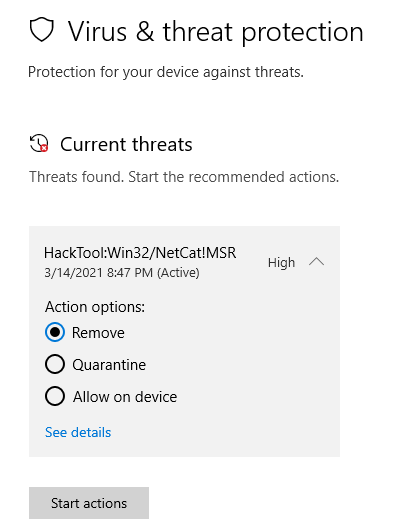 Virus & threat protection
Protection for your device against threats.
Current threats
Threats found. Start the recommended actions.
HackTool:Win32/NetCat!MSR
3/14/2021 8:47 PM (Active)
High
Action options:
Remove
Quarantine
Allow on device
See details
Start actions